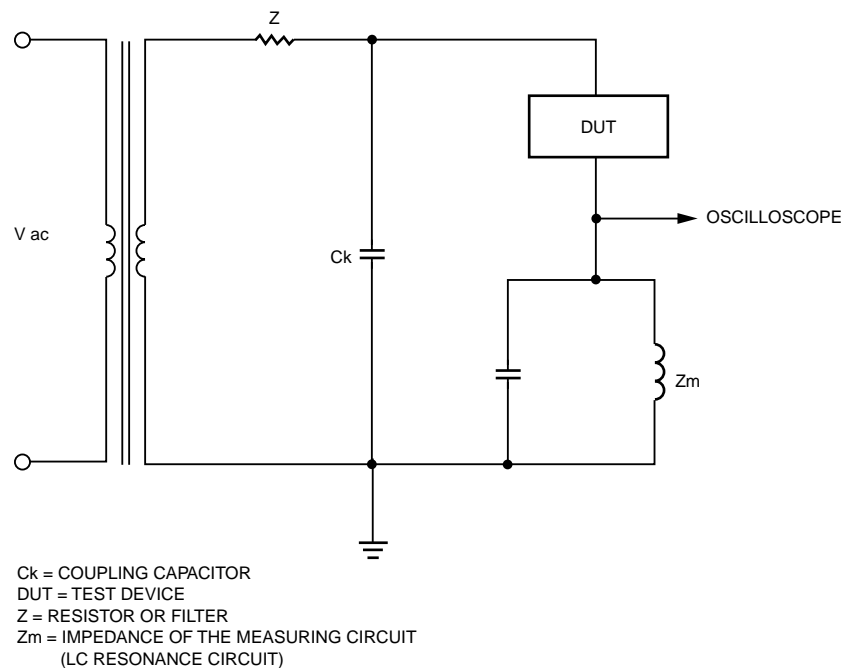 Z
DUT
OSCILLOSCOPE
V ac
Ck
Zm
Ck = COUPLING CAPACITOR
DUT = TEST DEVICE
Z = RESISTOR OR FILTER
Zm = IMPEDANCE OF THE MEASURING CIRCUIT
(LC RESONANCE CIRCUIT)